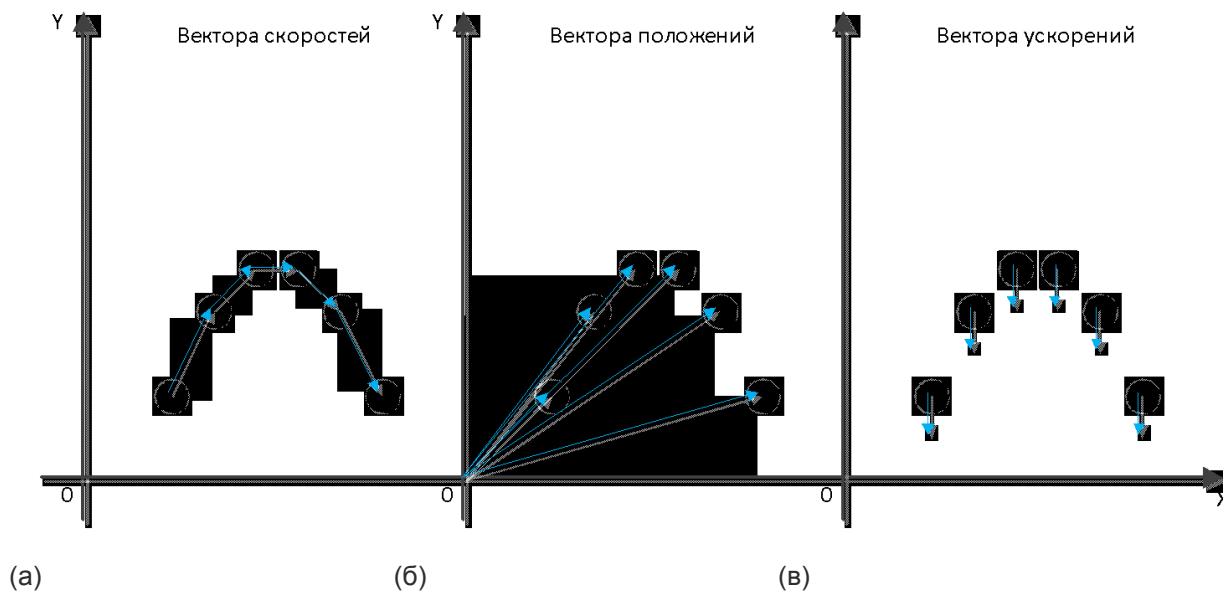 Y
Вектора скоростей
Y
Вектора положений
Вектора ускорений
0
0
0
X
(а)
(б)
(в)